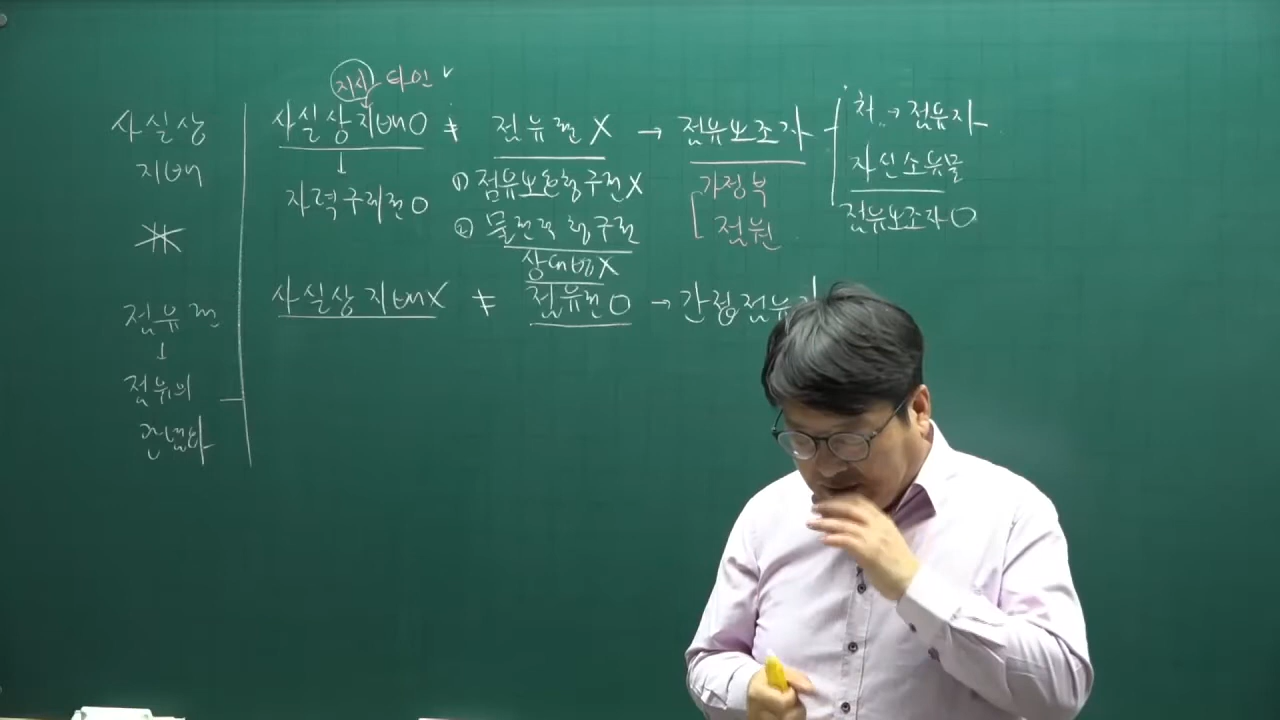 사실상
지배
점유권
↓
점유의
관념화
지시 타인 ✓
사실상지배O ≠ 점유권X → 점유보조자
↓
자력구제권O
① 점유보호청구권X
② 물권적 청구권
상대방X
가정부
점원
처 → 점유자
자신소유물
점유보조자O
사실상 지배X ≠ 점유권O → 간접점유